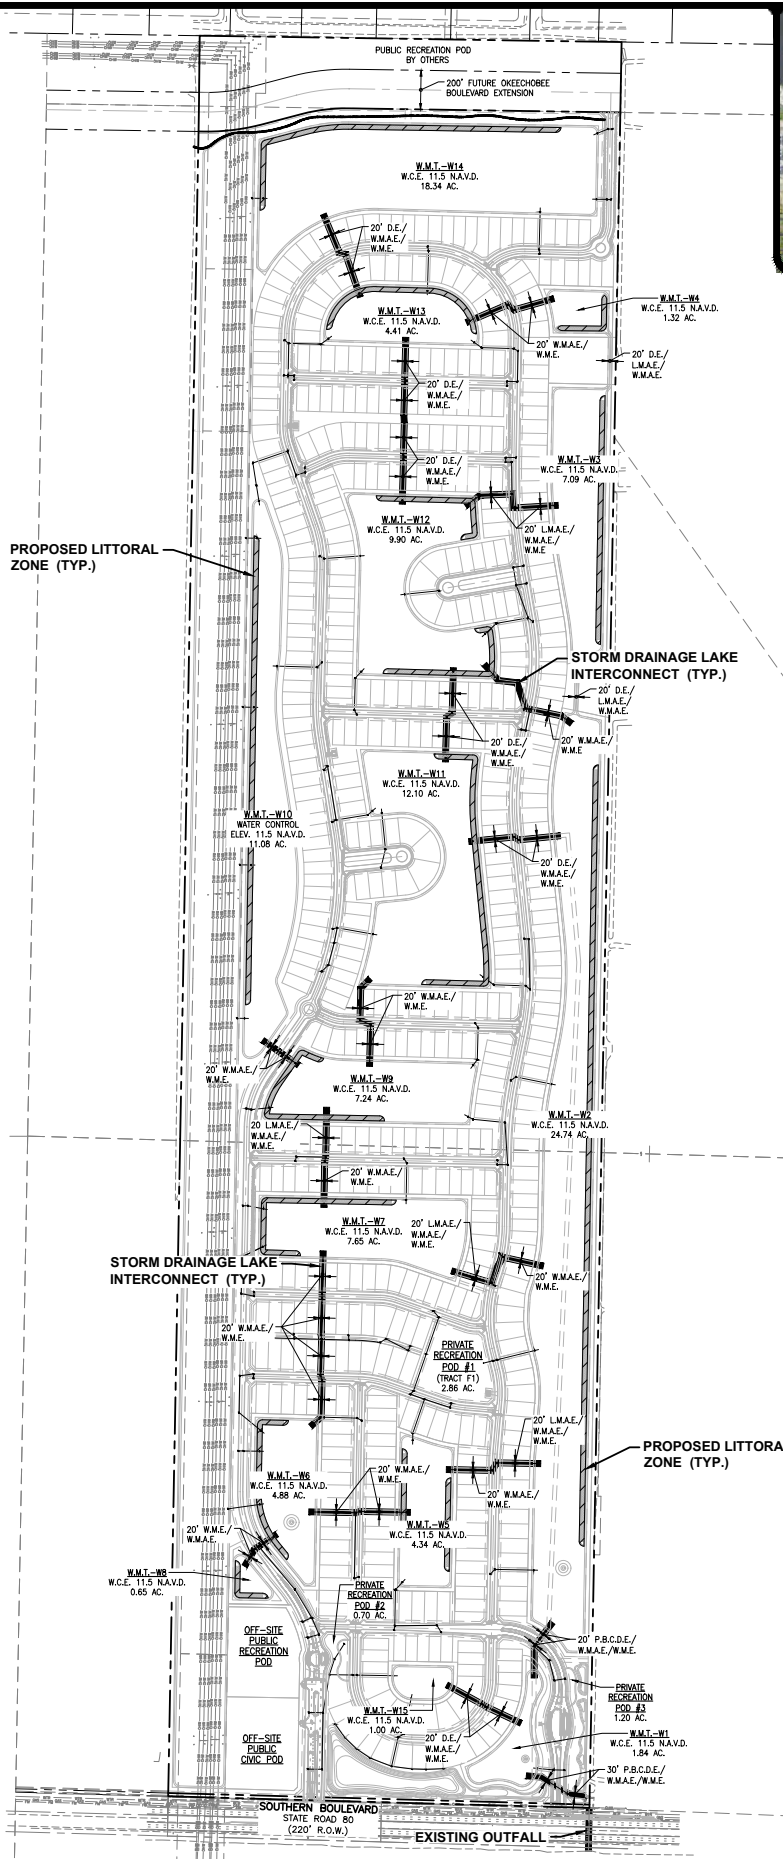 PUBLIC RECREATION POD
BY OTHERS
200' FUTURE OKEECHOBEE
BOULEVARD EXTENSION
W.M.T.-W14
W.C.E. 11.5 N.A.V.D.
18.34 AC.
20' D.E./
W.M.A.E./
W.M.E.
W.M.T.-W13
W.C.E. 11.5 N.A.V.D.
4.41 AC.
W.M.T.-W4
W.C.E. 11.5 N.A.V.D.
1.32 AC.
20' W.M.A.E./
W.M.E.
20' D.E./
L.M.A.E./
W.M.A.E.
20' D.E./
W.M.A.E./
W.M.E.
20' D.E./
W.M.A.E./
W.M.E.
W.M.T.-W3
W.C.E. 11.5 N.A.V.D.
7.09 AC.
W.M.T.-W12
W.C.E. 11.5 N.A.V.D.
9.90 AC.
20' L.M.A.E./
W.M.A.E./
W.M.E
PROPOSED LITTORAL
ZONE (TYP.)
STORM DRAINAGE LAKE
INTERCONNECT (TYP.)
20' D.E./
L.M.A.E./
W.M.A.E.
20' D.E./
W.M.A.E./
W.M.E.
20' W.M.A.E./
W.M.E
W.M.T.-W11
W.C.E. 11.5 N.A.V.D.
12.10 AC.
W.M.T.-W10
WATER CONTROL
ELEV. 11.5 N.A.V.D.
11.08 AC.
20' D.E./
W.M.A.E./
W.M.E.
20' W.M.A.E./
W.M.E.
20' W.M.A.E./
W.M.E.
W.M.T.-W9
W.C.E. 11.5 N.A.V.D.
7.24 AC.
W.M.T.-W2
W.C.E. 11.5 N.A.V.D.
24.74 AC.
20 L.M.A.E./
W.M.A.E./
W.M.E.
20' W.M.A.E./
W.M.E.
W.M.T.-W7
W.C.E. 11.5 N.A.V.D.
7.65 AC.
20' L.M.A.E./
W.M.A.E./
W.M.E.
STORM DRAINAGE LAKE
INTERCONNECT (TYP.)
20' W.M.A.E./
W.M.E.
20' W.M.A.E./
W.M.E.
PRIVATE
RECREATION
POD #1
(TRACT F1)
2.86 AC.
20' L.M.A.E./
W.M.A.E./
W.M.E.
PROPOSED LITTORA
ZONE (TYP.)
W.M.T.-W6
W.C.E. 11.5 N.A.V.D.
4.88 AC.
20' W.M.A.E./
W.M.E.
20' W.M.A.E./
W.M.E.
W.M.T.-W5
W.C.E. 11.5 N.A.V.D.
4.34 AC.
20' W.M.E./
W.M.A.E.
W.M.T.-W8
W.C.E. 11.5 N.A.V.D.
0.65 AC.
PRIVATE
RECREATION
POD #2
0.70 AC.
OFF-SITE
PUBLIC
RECREATION
POD
20' P.B.C.D.E./
W.M.A.E./W.M.E.
PRIVATE
RECREATION
POD #3
1.20 AC.
W.M.T.-W15
W.C.E. 11.5 N.A.V.D.
1.00 AC.
20' D.E./
W.M.A.E./
W.M.E.
W.M.T.-W1
W.C.E. 11.5 N.A.V.D.
1.84 AC.
OFF-SITE
PUBLIC
CIVIC POD
30' P.B.C.D.E./
W.M.A.E./W.M.E.
SOUTHERN BOULEVARD
STATE ROAD 80
(220' R.O.W.)
EXISTING OUTFALL